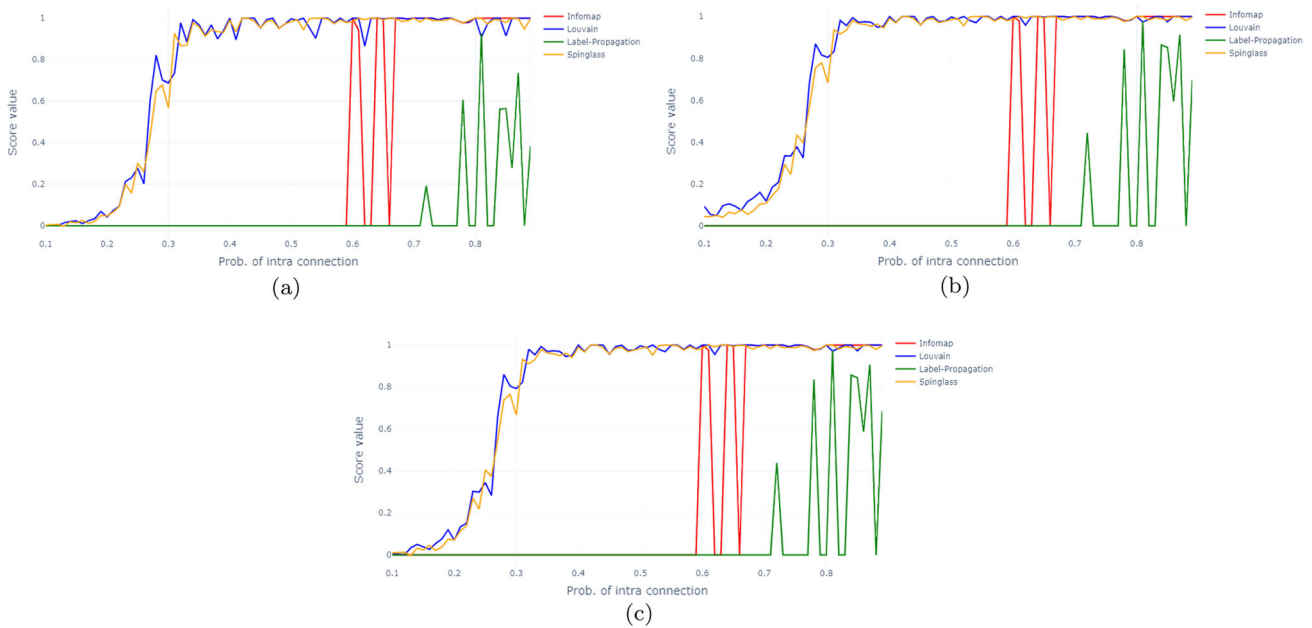 1
0.8
0.6
0.4
0.2
0
Score value
0.1
0.2
0.3
0.4
0.5
0.6
0.7
0.8
Prob. of intra connection
Infomap
Louvain
Label-Propagation
Spinglass
(a)
1
0.8
0.6
0.4
0.2
0
Score value
0.1
0.2
0.3
0.4
0.5
0.6
0.7
0.8
Prob. of intra connection
Infomap
Louvain
Label-Propagation
Spinglass
(b)
1
0.8
0.6
0.4
0.2
0
Score value
0.1
0.2
0.3
0.4
0.5
0.6
0.7
0.8
Prob. of intra connection
Infomap
Louvain
Label-Propagation
Spinglass
(c)